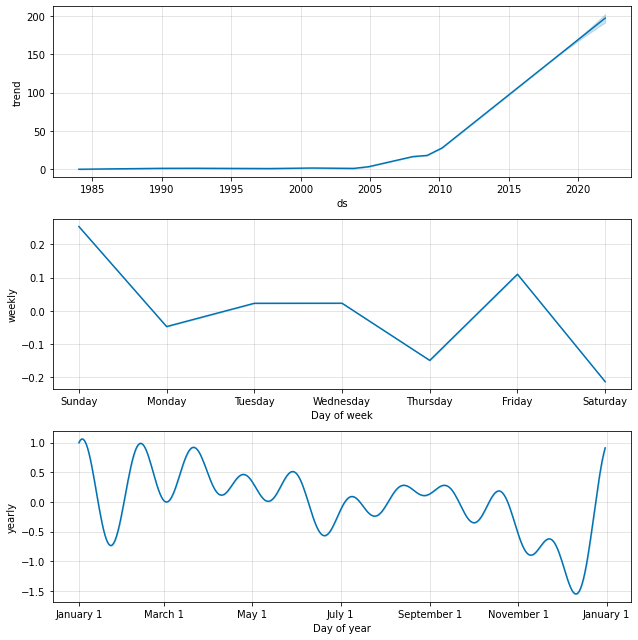 200
150
100
50
0
trend
1985 1990 1995 2000 2005 2010 2015 2020
ds
0.2
0.1
0.0
−0.1
−0.2
weekly
Sunday Monday Tuesday Wednesday Thursday Friday Saturday
Day of week
1.0
0.5
0.0
−0.5
−1.0
−1.5
yearly
January 1 March 1 May 1 July 1 September 1 November 1 January 1
Day of year